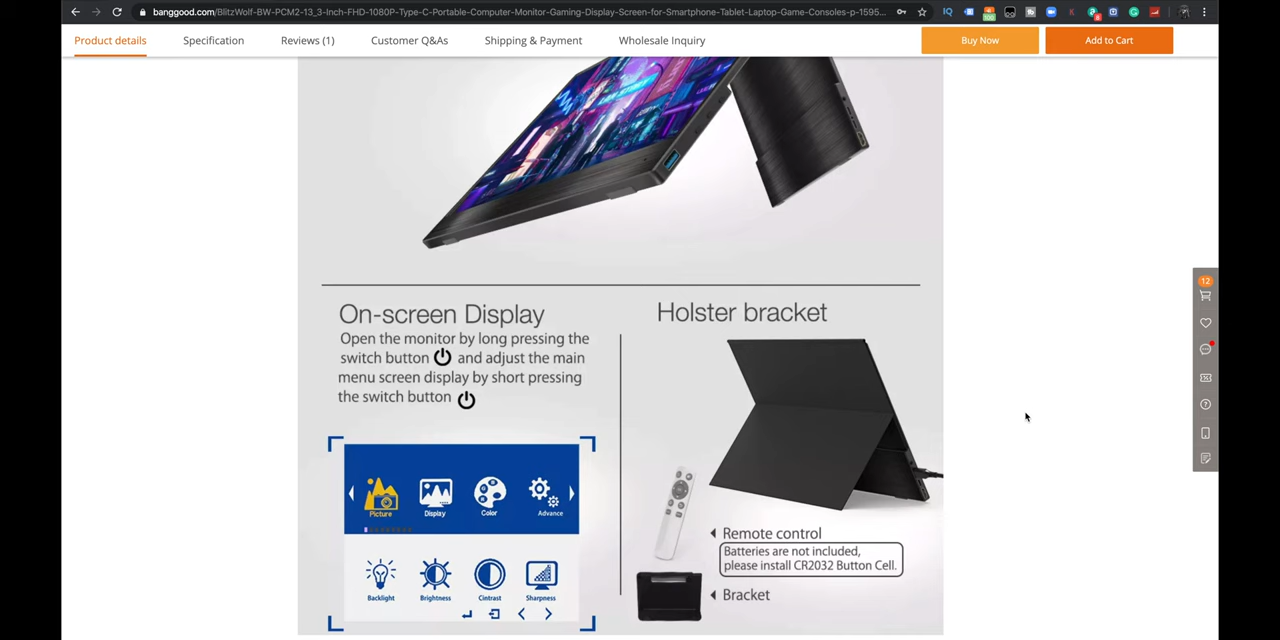 banggood.com/BlitzWolf-BW-PCM2-13_3-Inch-FHD-1080P-Type-C-Portable-Computer-Monitor-Gaming-Display-Screen-for-Smartphone-Tablet-Laptop-Game-Consoles-p-1595...
Product details
Specification
Reviews (1)
Customer Q&As
Shipping & Payment
Wholesale Inquiry
Buy Now
Add to Cart
12
On-screen Display
Open the monitor by long pressing the
switch button and adjust the main
menu screen display by short pressing
the switch button
Picture
Display
Color
Advance
Backlight
Brightness
Cintrast
Sharpness
Holster bracket
Remote control
Batteries are not included,
please install CR2032 Button Cell.
Bracket